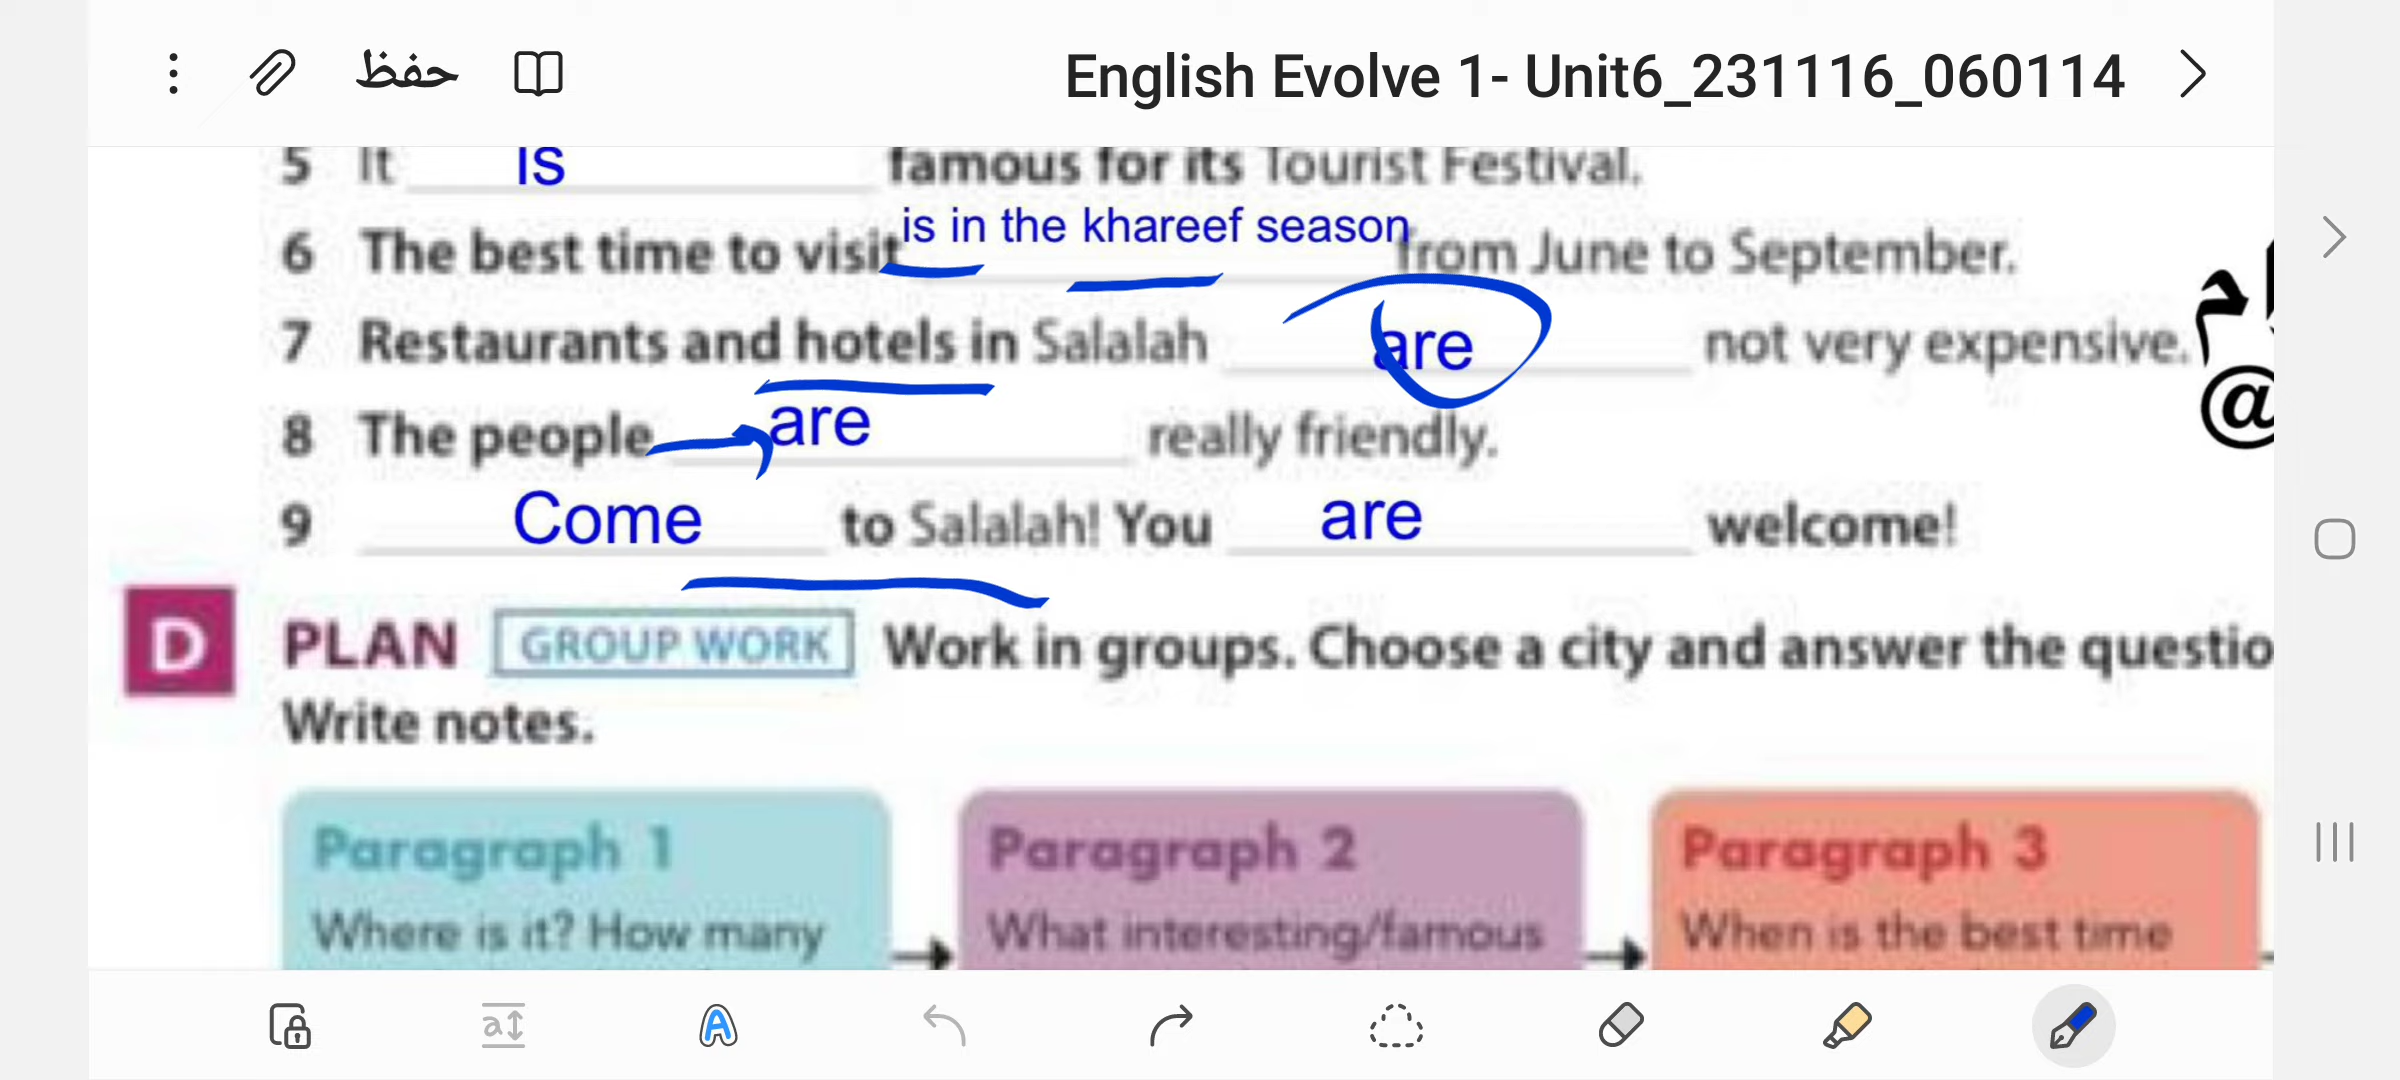 حفظ
English Evolve 1- Unit6_231116_060114
5 It is famous for its Tourist Festival.
6 The best time to visit is in the khareef season from June to September.
7 Restaurants and hotels in Salalah are not very expensive.
8 The people are really friendly.
9 Come to Salalah! You are welcome!
@
D PLAN GROUP WORK Work in groups. Choose a city and answer the questio
Write notes.
Paragraph 1
Where is it? How many
Paragraph 2
What interesting/famous
Paragraph 3
When is the best time